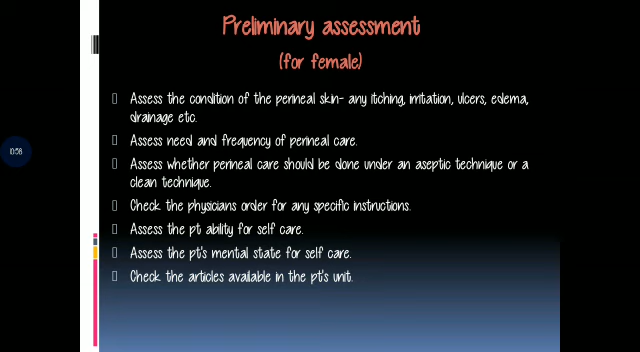 Preliminary assessment
(for female)
Assess the condition of the perineal skin- any itching, irritation, ulcers, edema,
drainage etc.
Assess need and frequency of perineal care.
Assess whether perineal care should be done under an aseptic technique or a
clean technique.
Check the physicians order for any specific instructions.
Assess the pt ability for self care.
Assess the pt's mental state for self care.
Check the articles available in the pt's unit.